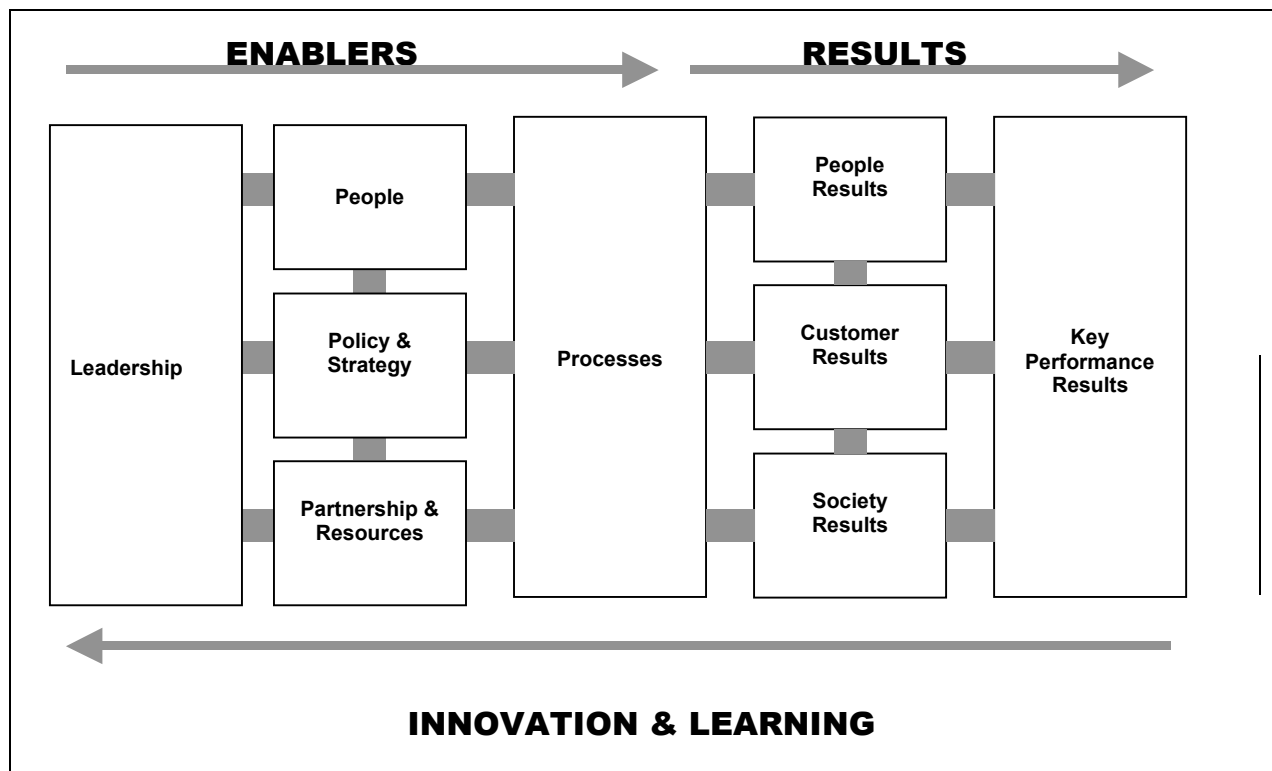 ENABLERS
RESULTS
Leadership
People
Policy &
Strategy
Partnership &
Resources
Processes
People
Results
Customer
Results
Society
Results
Key
Performance
Results
INNOVATION & LEARNING